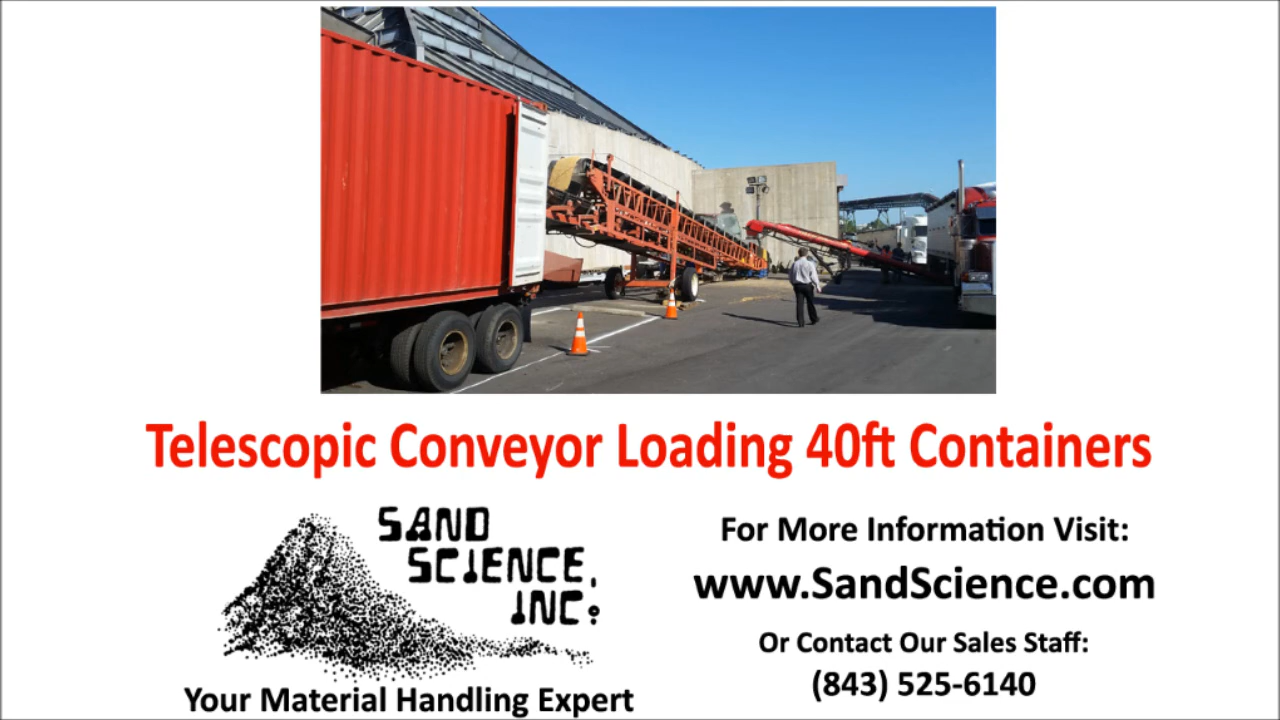 Telescopic Conveyor Loading 40ft Containers
SAND
SCIENCE,
INC.
Your Material Handling Expert
For More Information Visit:
www.SandScience.com
Or Contact Our Sales Staff:
(843) 525-6140